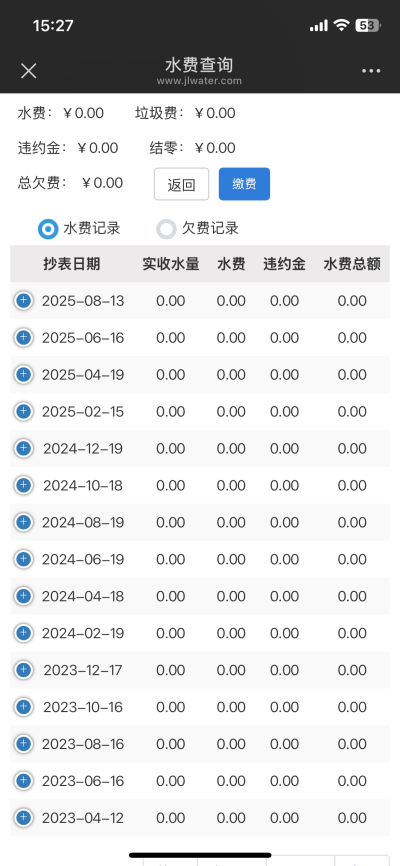 15:27
53
水费查询
www.jlwater.com
水费：￥0.00 垃圾费：￥0.00
违约金：￥0.00 结零：￥0.00
总欠费：￥0.00 返回 缴费
水费记录 欠费记录
抄表日期 实收水量 水费 违约金 水费总额
2025-08-13 0.00 0.00 0.00 0.00
2025-06-16 0.00 0.00 0.00 0.00
2025-04-19 0.00 0.00 0.00 0.00
2025-02-15 0.00 0.00 0.00 0.00
2024-12-19 0.00 0.00 0.00 0.00
2024-10-18 0.00 0.00 0.00 0.00
2024-08-19 0.00 0.00 0.00 0.00
2024-06-19 0.00 0.00 0.00 0.00
2024-04-18 0.00 0.00 0.00 0.00
2024-02-19 0.00 0.00 0.00 0.00
2023-12-17 0.00 0.00 0.00 0.00
2023-10-16 0.00 0.00 0.00 0.00
2023-08-16 0.00 0.00 0.00 0.00
2023-06-16 0.00 0.00 0.00 0.00
2023-04-12 0.00 0.00 0.00 0.00